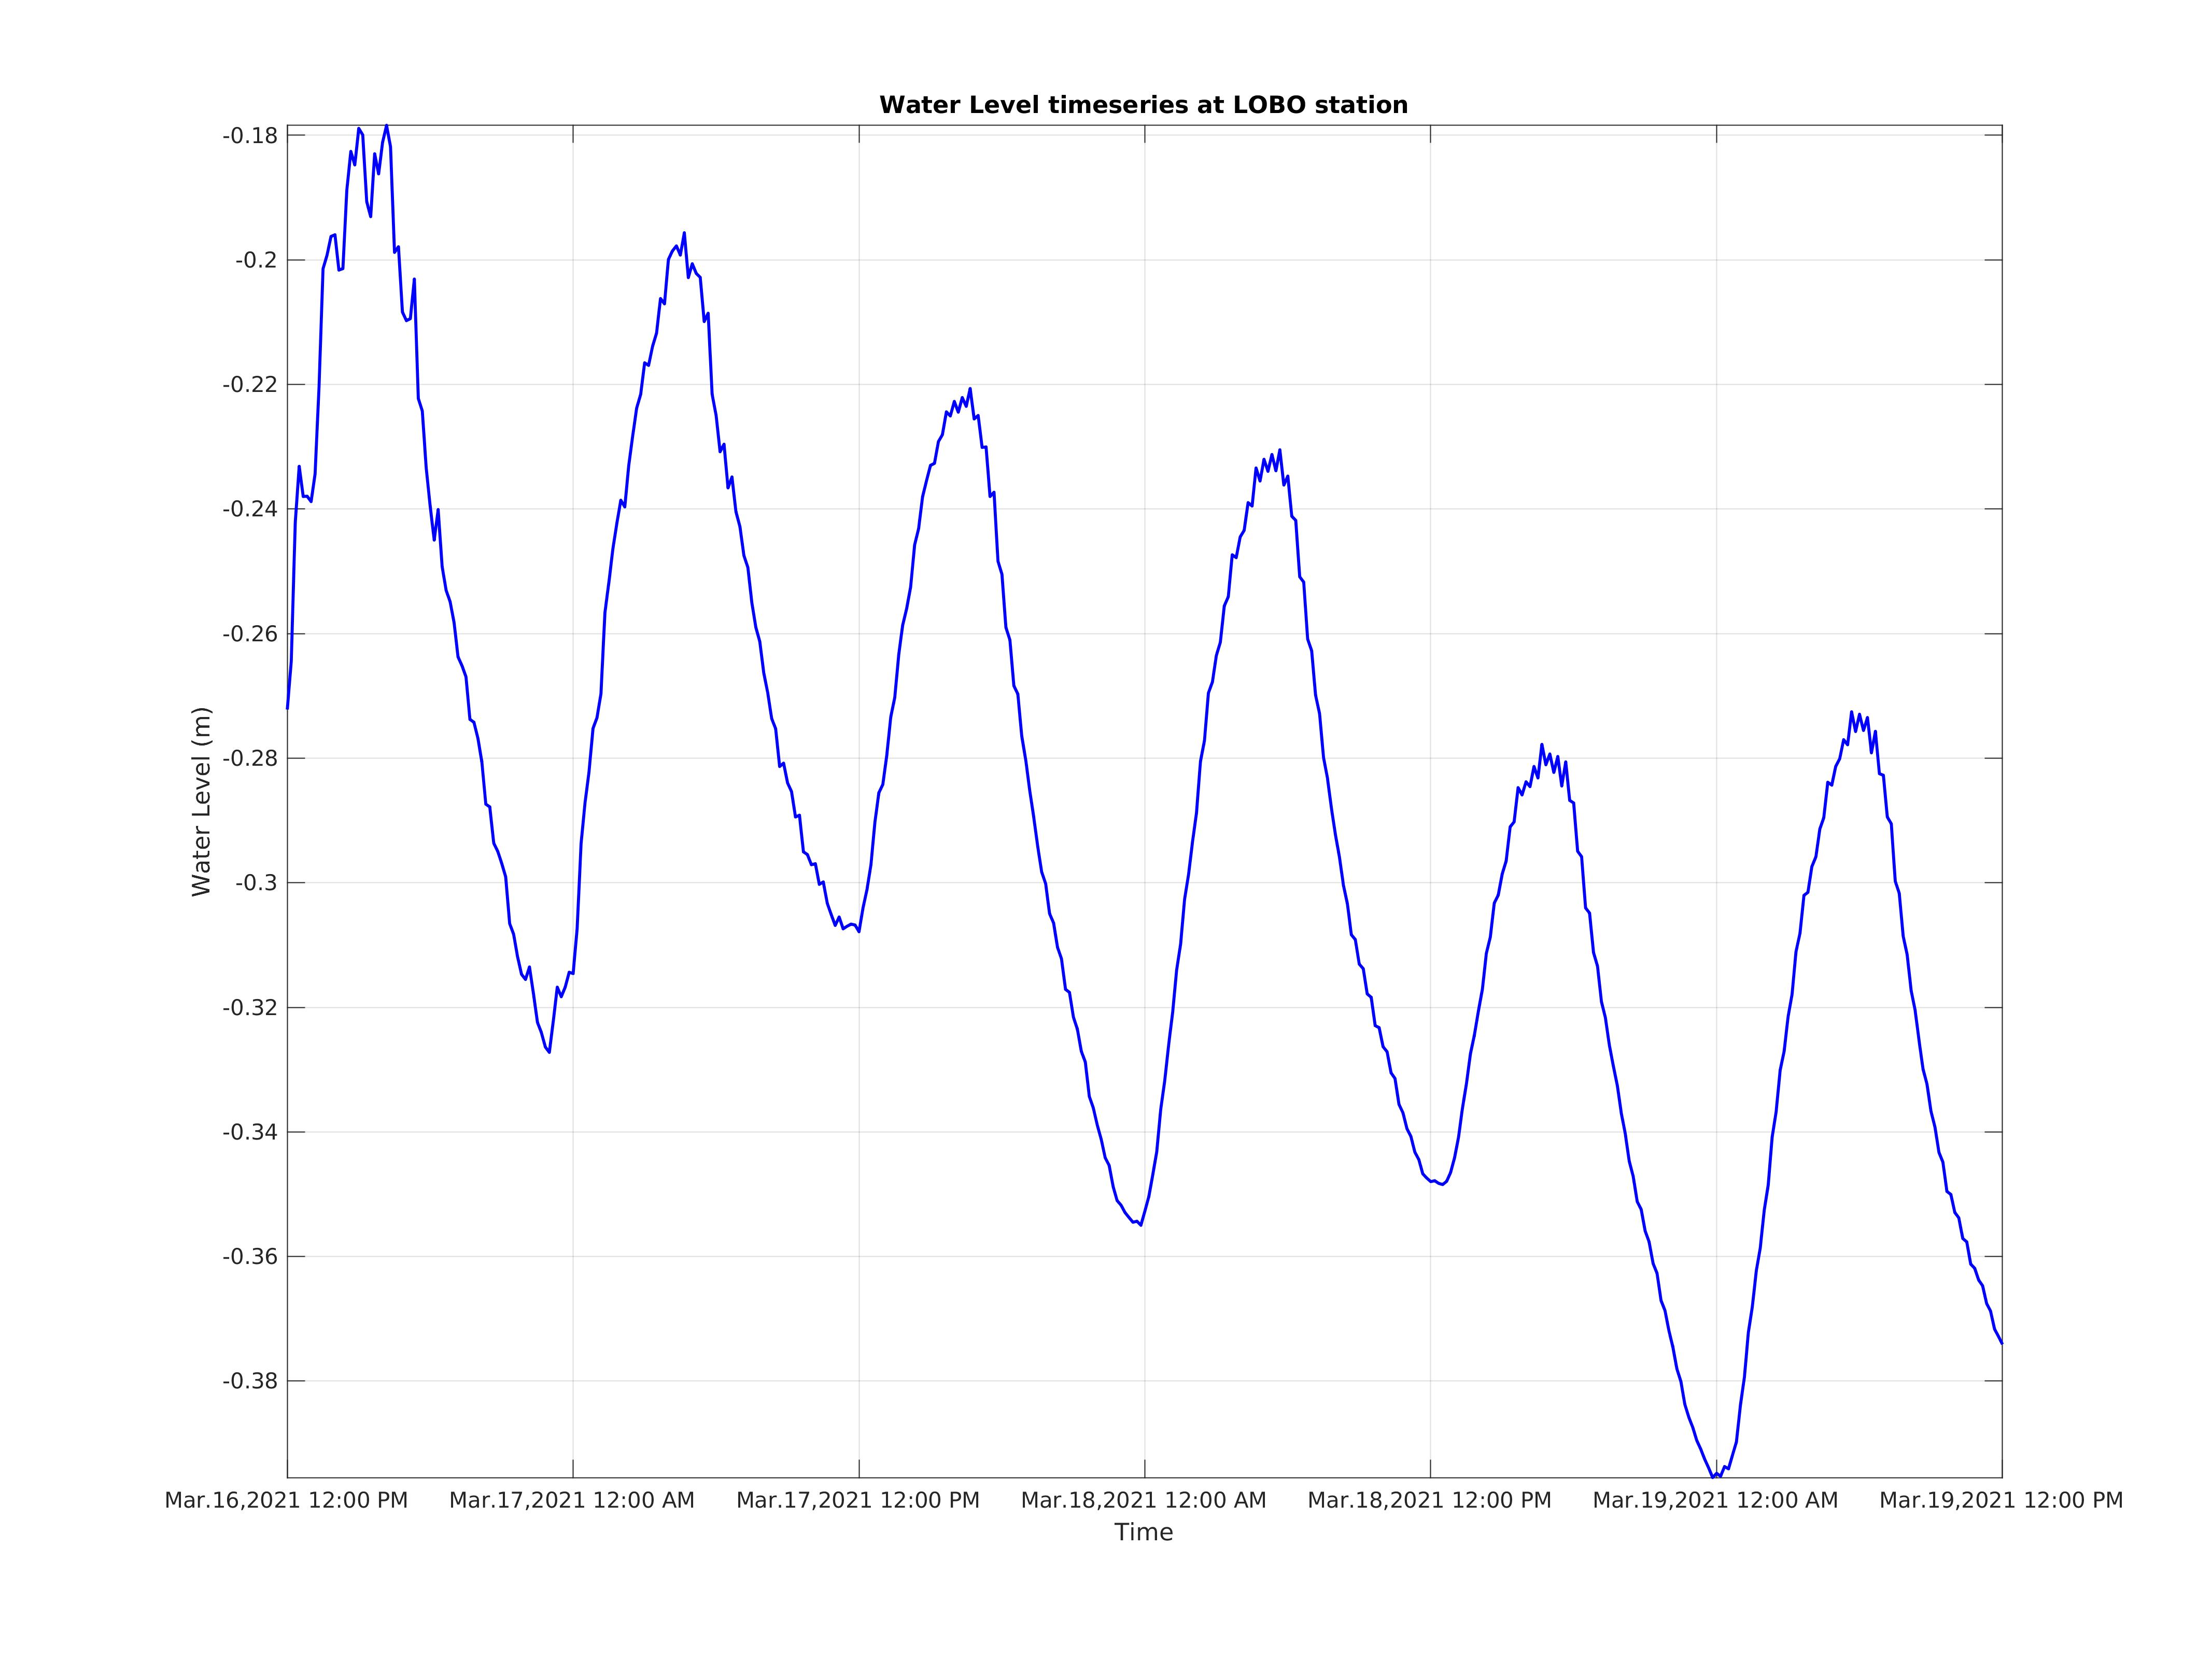 Water Level timeseries at LOBO station
-0.18
-0.2
-0.22
-0.24
-0.26
-0.28
-0.3
-0.32
-0.34
-0.36
-0.38
Water Level (m)
Mar.16,2021 12:00 PM
Mar.17,2021 12:00 AM
Mar.17,2021 12:00 PM
Mar.18,2021 12:00 AM
Mar.18,2021 12:00 PM
Mar.19,2021 12:00 AM
Mar.19,2021 12:00 PM
Time